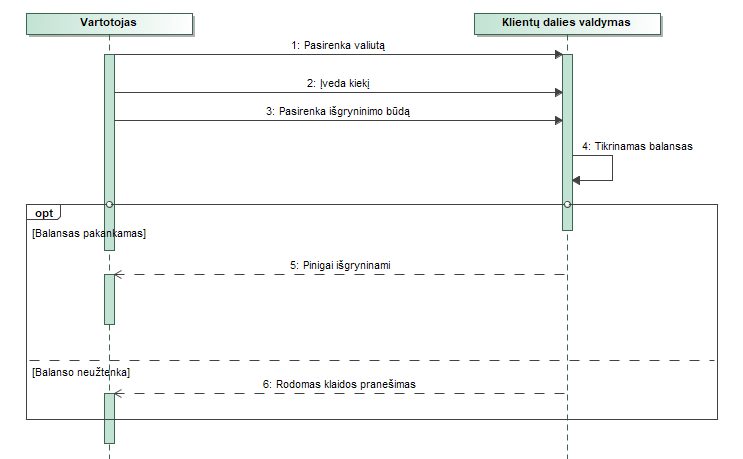 Vartotojas
Klientų dalies valdymas
1: Pasirenka valiutą
2: Įveda kiekį
3: Pasirenka išgryninimo būdą
4: Tikrinamas balansas
opt
[Balansas pakankamas]
5: Pinigai išgryninami
[Balanso neužtenka]
6: Rodomas klaidos pranešimas